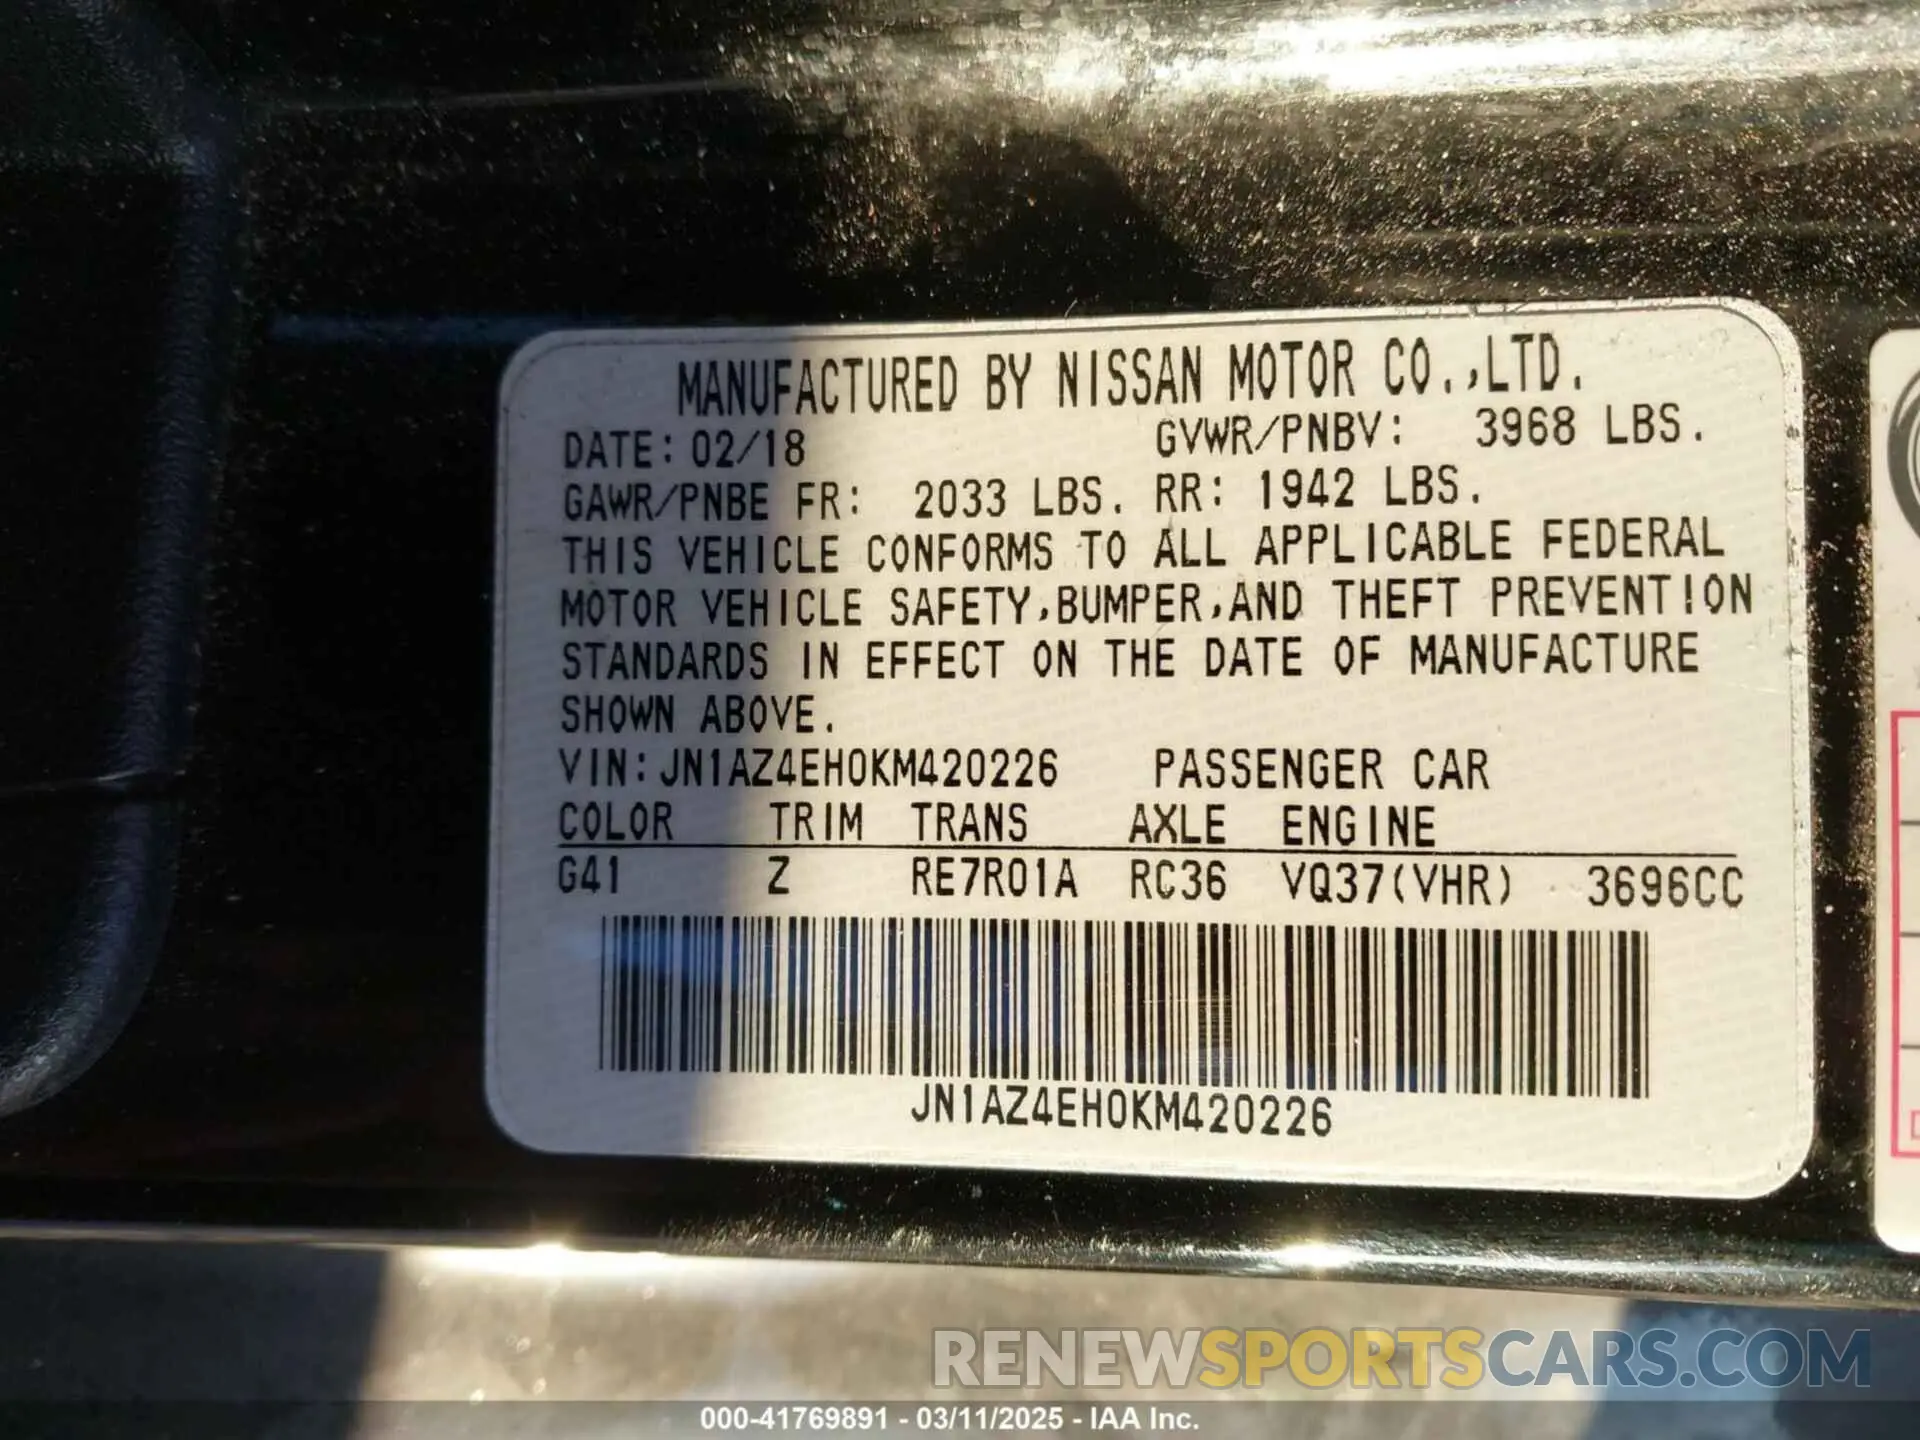 MANUFACTURED BY NISSAN MOTOR CO.,LTD.
DATE: 02/18 GVWR/PNBV: 3968 LBS.
GAWR/PNBE FR: 2033 LBS. RR: 1942 LBS.
THIS VEHICLE CONFORMS TO ALL APPLICABLE FEDERAL
MOTOR VEHICLE SAFETY,BUMPER,AND THEFT PREVENTION
STANDARDS IN EFFECT ON THE DATE OF MANUFACTURE
SHOWN ABOVE.
VIN:JN1AZ4EH0KM420226 PASSENGER CAR
COLOR TRIM TRANS AXLE ENGINE
G41 Z RE7R01A RC36 VQ37(VHR) 3696CC
JN1AZ4EH0KM420226
RENEWSPORTSCARS.COM
000-41769891 - 03/11/2025 - IAA Inc.